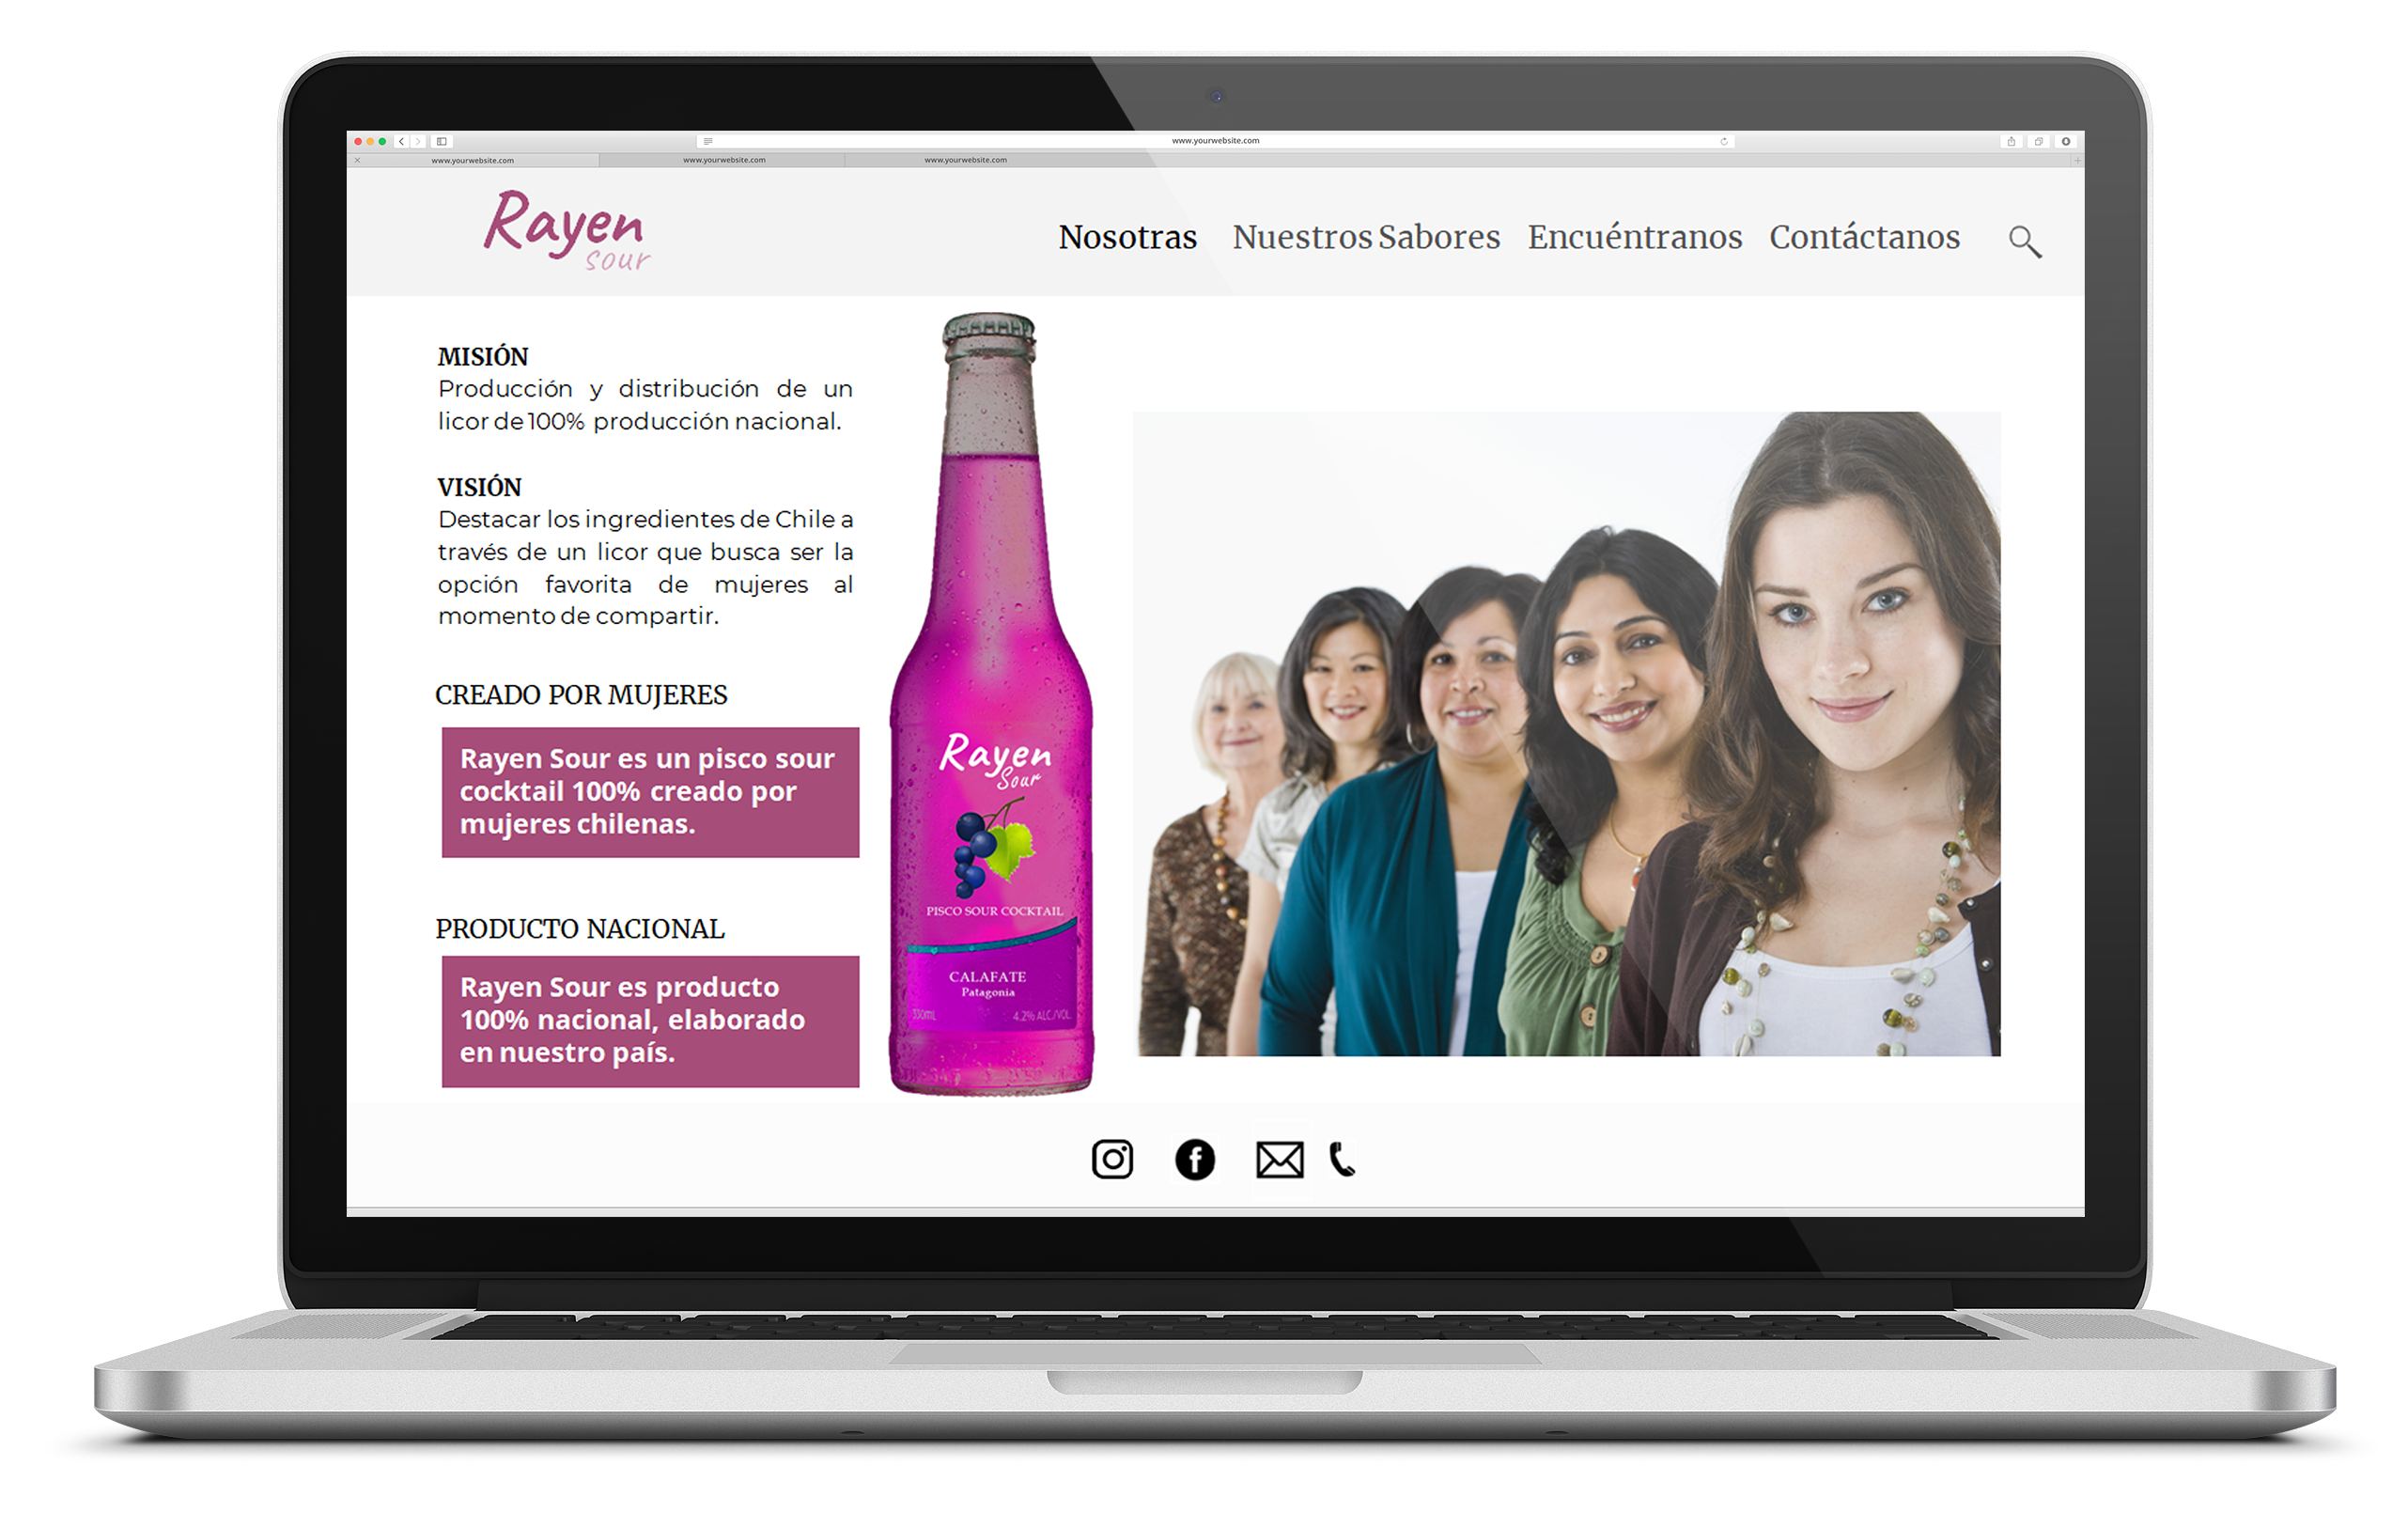 www.yourwebsite.com
www.yourwebsite.com
www.yourwebsite.com
www.yourwebsite.com
Rayen
sour
Nosotras
Nuestros Sabores
Encuéntranos
Contáctanos
MISIÓN
Producción y distribución de un
licor de 100% producción nacional.
VISIÓN
Destacar los ingredientes de Chile a
través de un licor que busca ser la
opción favorita de mujeres al
momento de compartir.
CREADO POR MUJERES
Rayen Sour es un pisco sour
cocktail 100% creado por
mujeres chilenas.
PRODUCTO NACIONAL
Rayen Sour es producto
100% nacional, elaborado
en nuestro país.
Rayen
Sour
PISCO SOUR COCKTAIL
CALAFATE
Patagonia
330mL
4.2% ALC/VOL.